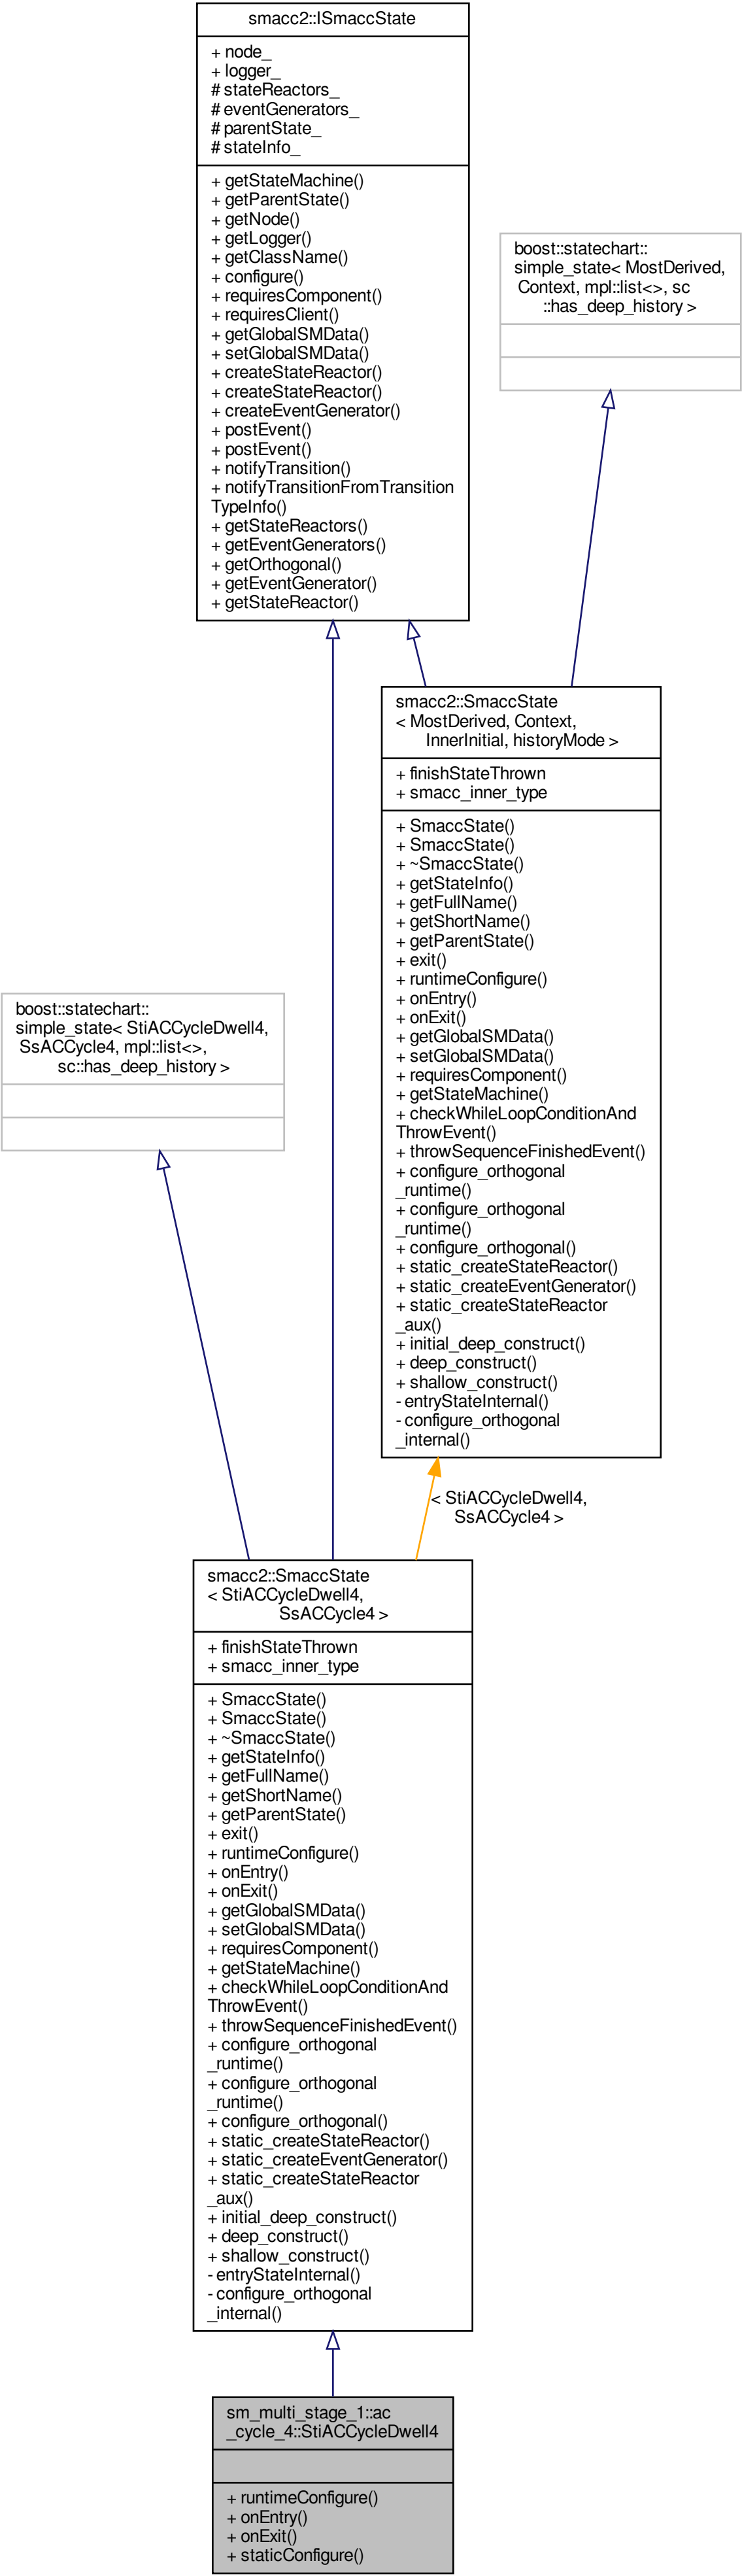 smacc2::ISmaccState
+ node_
+ logger_
# stateReactors_
# eventGenerators_
# parentState_
# stateInfo_
+ getStateMachine()
+ getParentState()
+ getNode()
+ getLogger()
+ getClassName()
+ configure()
+ requiresComponent()
+ requiresClient()
+ getGlobalSMData()
+ setGlobalSMData()
+ createStateReactor()
+ createStateReactor()
+ createEventGenerator()
+ postEvent()
+ postEvent()
+ notifyTransition()
+ notifyTransitionFromTransition
TypeInfo()
+ getStateReactors()
+ getEventGenerators()
+ getOrthogonal()
+ getEventGenerator()
+ getStateReactor()
boost::statechart::
simple_state< MostDerived,
Context, mpl::list<>, sc
::has_deep_history >
smacc2::SmaccState
< MostDerived, Context,
InnerInitial, historyMode >
+ finishStateThrown
+ smacc_inner_type
+ SmaccState()
+ SmaccState()
+ ~SmaccState()
+ getStateInfo()
+ getFullName()
+ getShortName()
+ getParentState()
+ exit()
+ runtimeConfigure()
+ onEntry()
+ onExit()
+ getGlobalSMData()
+ setGlobalSMData()
+ requiresComponent()
+ getStateMachine()
+ checkWhileLoopConditionAnd
ThrowEvent()
+ throwSequenceFinishedEvent()
+ configure_orthogonal
_runtime()
+ configure_orthogonal
_runtime()
+ configure_orthogonal()
+ static_createStateReactor()
+ static_createEventGenerator()
+ static_createStateReactor
_aux()
+ initial_deep_construct()
+ deep_construct()
+ shallow_construct()
- entryStateInternal()
- configure_orthogonal
_internal()
boost::statechart::
simple_state< StiACCycleDwell4,
SsACCycle4, mpl::list<>,
sc::has_deep_history >
< StiACCycleDwell4,
SsACCycle4 >
smacc2::SmaccState
< StiACCycleDwell4,
SsACCycle4 >
+ finishStateThrown
+ smacc_inner_type
+ SmaccState()
+ SmaccState()
+ ~SmaccState()
+ getStateInfo()
+ getFullName()
+ getShortName()
+ getParentState()
+ exit()
+ runtimeConfigure()
+ onEntry()
+ onExit()
+ getGlobalSMData()
+ setGlobalSMData()
+ requiresComponent()
+ getStateMachine()
+ checkWhileLoopConditionAnd
ThrowEvent()
+ throwSequenceFinishedEvent()
+ configure_orthogonal
_runtime()
+ configure_orthogonal
_runtime()
+ configure_orthogonal()
+ static_createStateReactor()
+ static_createEventGenerator()
+ static_createStateReactor
_aux()
+ initial_deep_construct()
+ deep_construct()
+ shallow_construct()
- entryStateInternal()
- configure_orthogonal
_internal()
sm_multi_stage_1::ac
_cycle_4::StiACCycleDwell4
+ runtimeConfigure()
+ onEntry()
+ onExit()
+ staticConfigure()